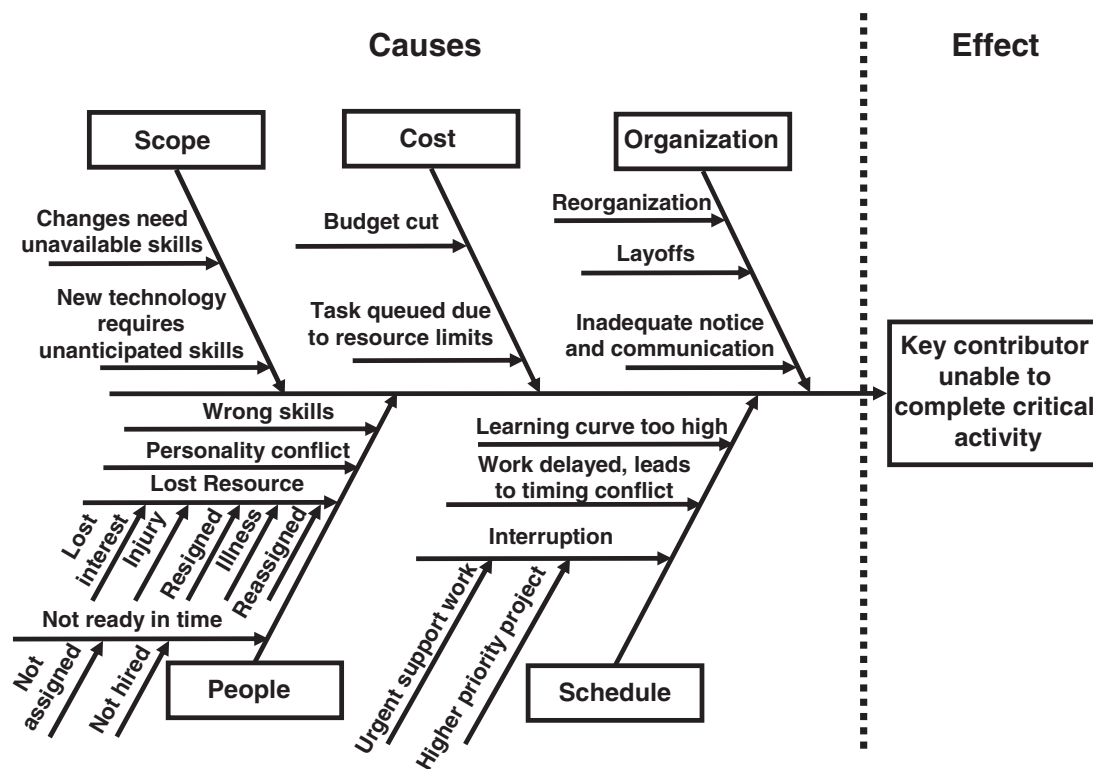 Causes
Effect
Scope
Cost
Organization
Changes need
unavailable skills
New technology
requires
unanticipated skills
Budget cut
Task queued due
to resource limits
Reorganization
Layoffs
Inadequate notice
and communication
Key contributor
unable to
complete critical
activity
Wrong skills
Personality conflict
Lost Resource
Lost
interest
Injury
Resigned
Illness
Reassigned
Not ready in time
Not
assigned
Not hired
People
Learning curve too high
Work delayed, leads
to timing conflict
Interruption
Urgent support work
Higher priority project
Schedule